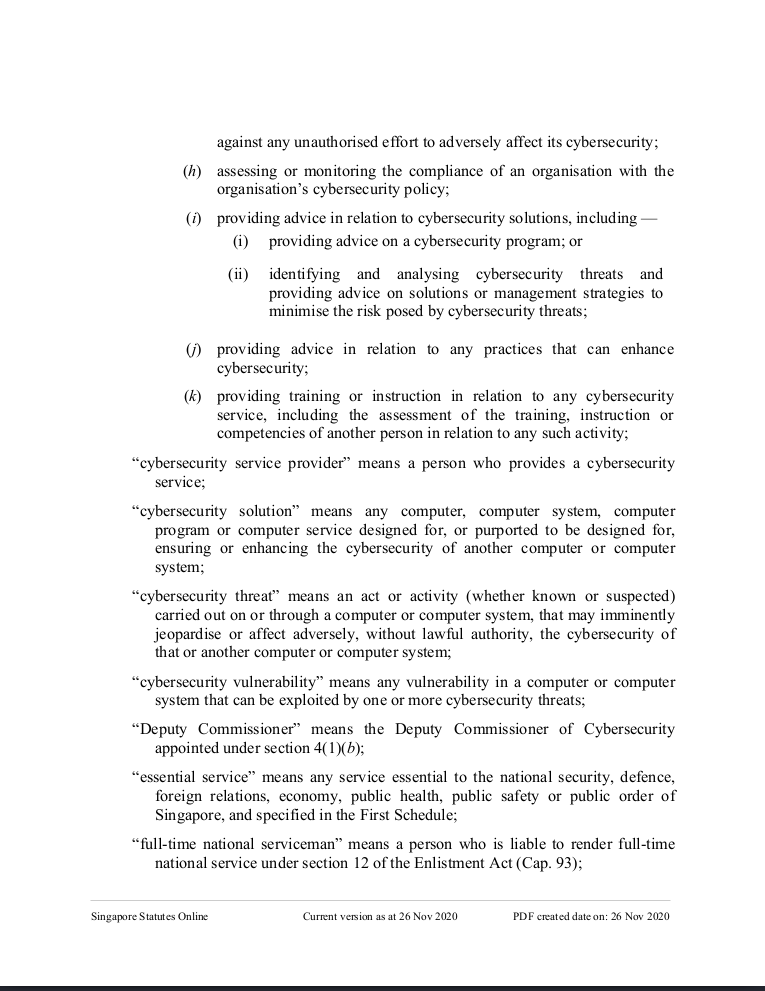 against any unauthorised effort to adversely affect its cybersecurity;
(h) assessing or monitoring the compliance of an organisation with the
organisation’s cybersecurity policy;
(i) providing advice in relation to cybersecurity solutions, including —
(i) providing advice on a cybersecurity program; or
(ii) identifying and analysing cybersecurity threats and
providing advice on solutions or management strategies to
minimise the risk posed by cybersecurity threats;
(j) providing advice in relation to any practices that can enhance
cybersecurity;
(k) providing training or instruction in relation to any cybersecurity
service, including the assessment of the training, instruction or
competencies of another person in relation to any such activity;
“cybersecurity service provider” means a person who provides a cybersecurity
service;
“cybersecurity solution” means any computer, computer system, computer
program or computer service designed for, or purported to be designed for,
ensuring or enhancing the cybersecurity of another computer or computer
system;
“cybersecurity threat” means an act or activity (whether known or suspected)
carried out on or through a computer or computer system, that may imminently
jeopardise or affect adversely, without lawful authority, the cybersecurity of
that or another computer or computer system;
“cybersecurity vulnerability” means any vulnerability in a computer or computer
system that can be exploited by one or more cybersecurity threats;
“Deputy Commissioner” means the Deputy Commissioner of Cybersecurity
appointed under section 4(1)(b);
“essential service” means any service essential to the national security, defence,
foreign relations, economy, public health, public safety or public order of
Singapore, and specified in the First Schedule;
“full-time national serviceman” means a person who is liable to render full-time
national service under section 12 of the Enlistment Act (Cap. 93);
Singapore Statutes Online Current version as at 26 Nov 2020 PDF created date on: 26 Nov 2020